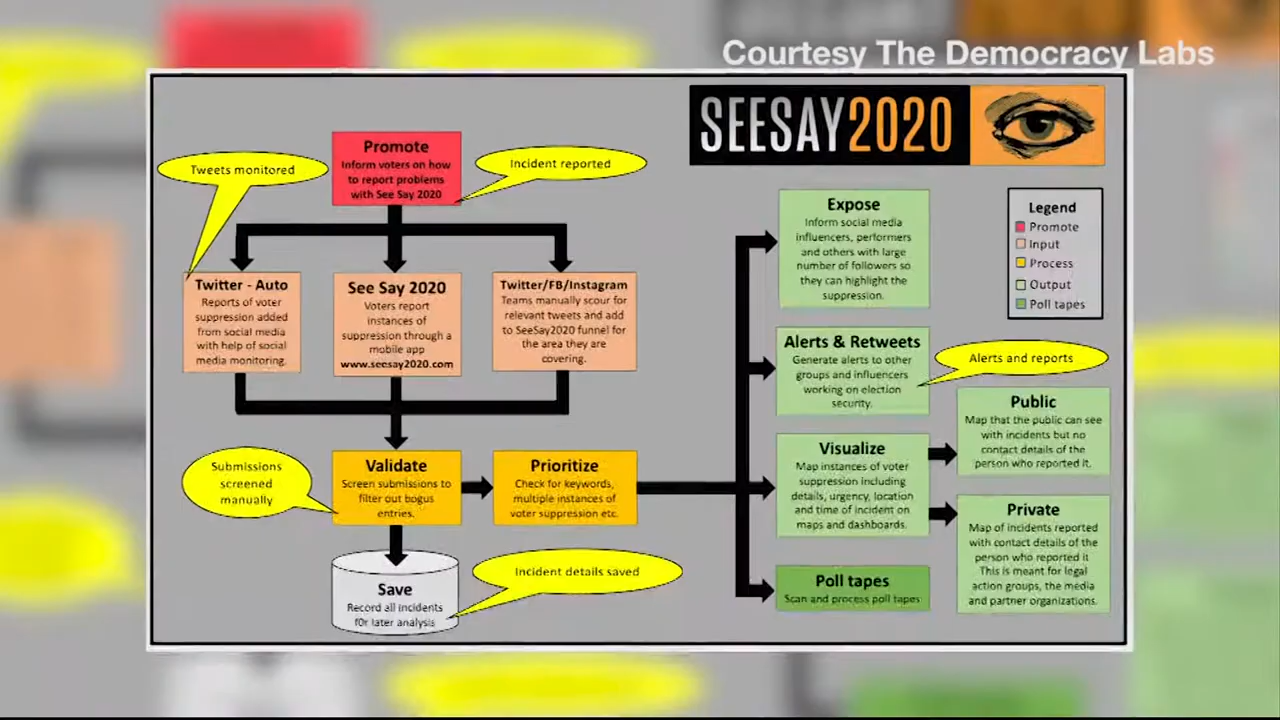 Courtesy The Democracy Labs
SEESAY2020
Promote
Inform voters on how
to report problems
with See Say 2020
Tweets monitored
Incident reported
Twitter - Auto
Reports of voter
suppression added
from social media
with help of social
media monitoring.
See Say 2020
Voters report
instances of
suppression through a
mobile app
www.seesay2020.com
Twitter/FB/Instagram
Teams manually scour for
relevant tweets and add
to SeeSay2020 funnel for
the area they are
covering.
Submissions
screened
manually
Validate
Screen submissions to
filter out bogus
entries.
Prioritize
Check for keywords,
multiple instances of
voter suppression etc.
Save
Record all incidents
f0r later analysis
Incident details saved
Expose
Inform social media
influencers, performers
and others with large
number of followers so
they can highlight the
suppression.
Alerts & Retweets
Generate alerts to other
groups and influencers
working on election
security.
Alerts and reports
Visualize
Map instances of voter
suppression including
details, urgency, location
and time of incident on
maps and dashboards.
Poll tapes
Scan and process poll tapes
Public
Map that the public can see
with incidents but no
contact details of the
person who reported it.
Private
Map of incidents reported
with contact details of the
person who reported it
This is meant for legal
action groups, the media
and partner organizations.
Legend
Promote
Input
Process
Output
Poll tapes